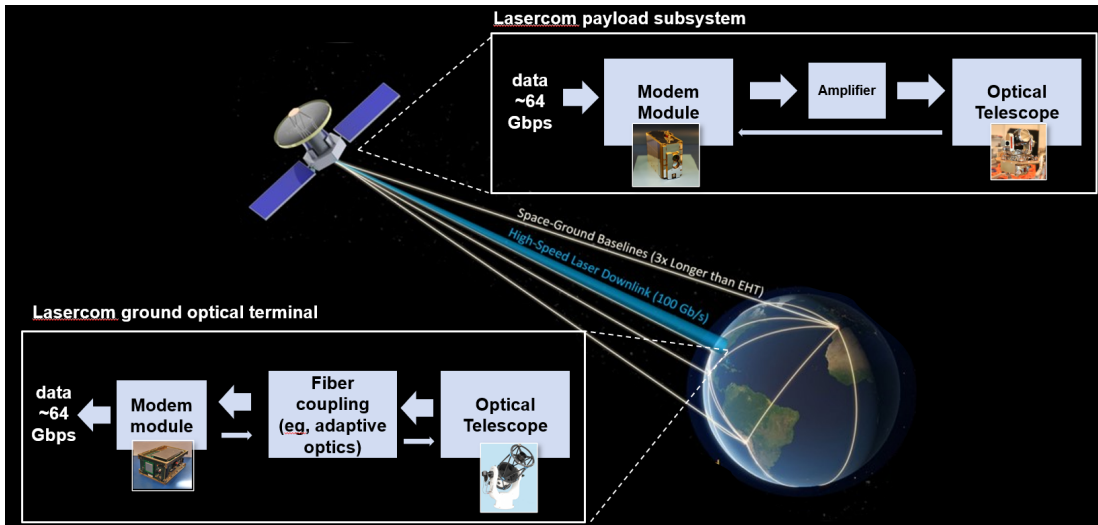 Lasercom payload subsystem
data
~64
Gbps
Modem
Module
Amplifier
Optical
Telescope
Space-Ground Baselines (3x Longer than EHT)
High-Speed Laser Downlink (100 Gb/s)
Lasercom ground optical terminal
data
~64
Gbps
Modem
module
Fiber
coupling
(eg, adaptive
optics)
Optical
Telescope